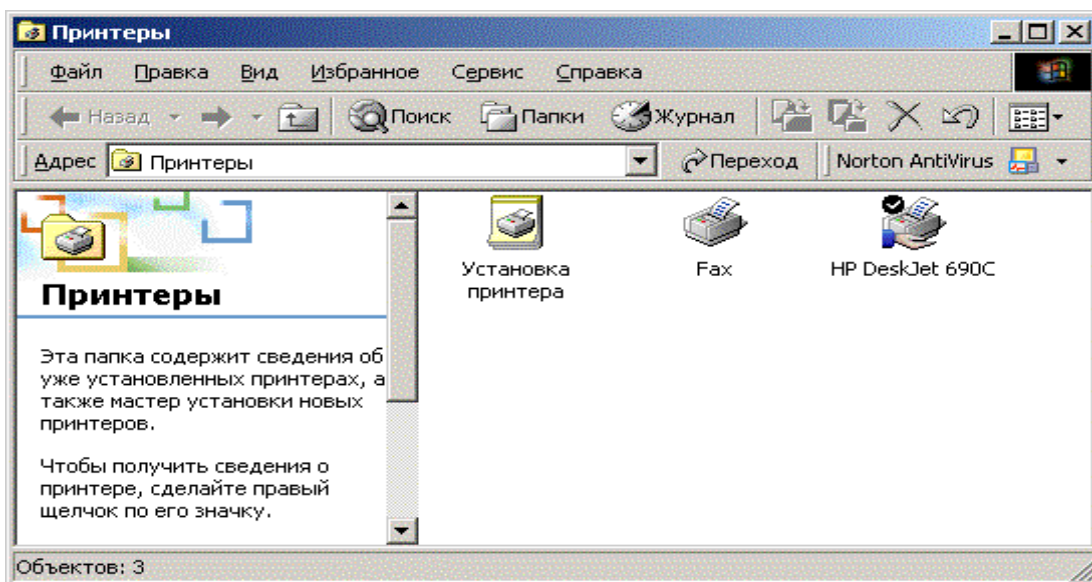 Принтеры
Файл Правка Вид Избранное Сервис Справка
Назад Поиск Папки Журнал
Адрес Принтеры Переход Norton AntiVirus
Принтеры
Эта папка содержит сведения об
уже установленных принтерах, а
также мастер установки новых
принтеров.
Чтобы получить сведения о
принтере, сделайте правый
щелчок по его значку.
Установка
принтера
Fax
HP DeskJet 690C
Объектов: 3